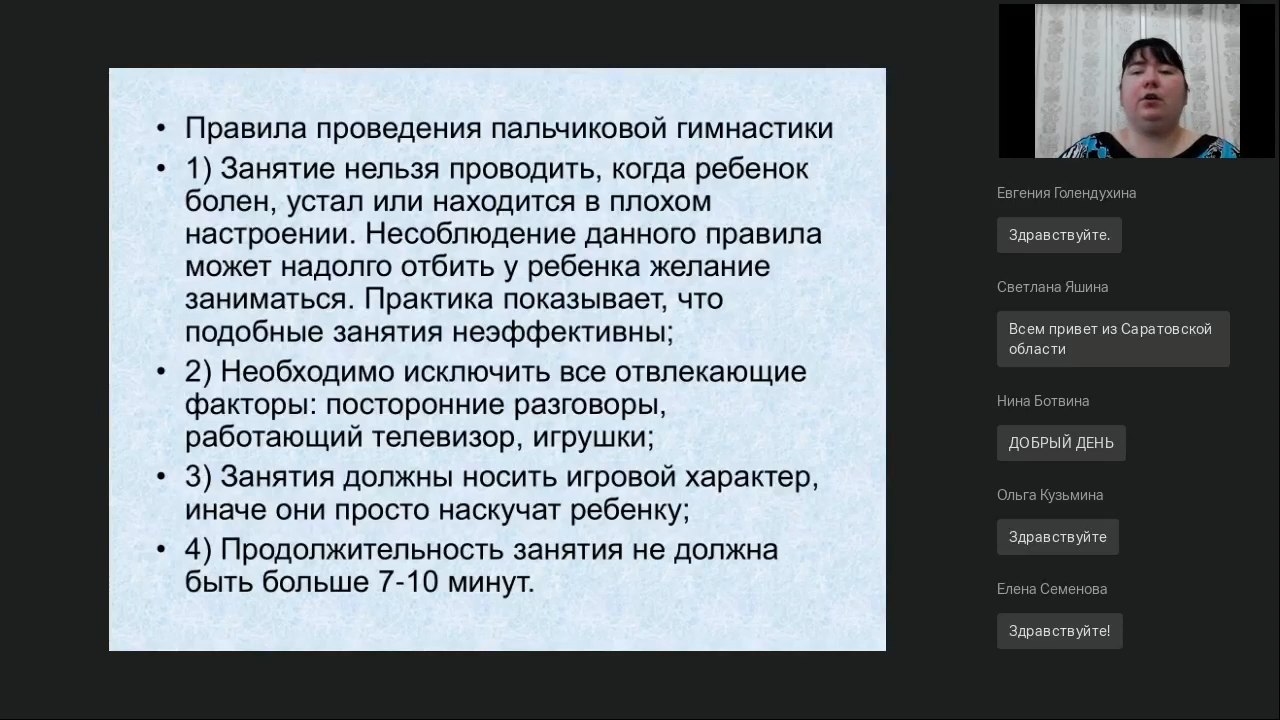 • Правила проведения пальчиковой гимнастики
• 1) Занятие нельзя проводить, когда ребенок
болен, устал или находится в плохом
настроении. Несоблюдение данного правила
может надолго отбить у ребенка желание
заниматься. Практика показывает, что
подобные занятия неэффективны;
• 2) Необходимо исключить все отвлекающие
факторы: посторонние разговоры,
работающий телевизор, игрушки;
• 3) Занятия должны носить игровой характер,
иначе они просто наскучат ребенку;
• 4) Продолжительность занятия не должна
быть больше 7-10 минут.
Евгения Голендухина
Здравствуйте.
Светлана Яшина
Всем привет из Саратовской
области
Нина Ботвина
ДОБРЫЙ ДЕНЬ
Ольга Кузьмина
Здравствуйте
Елена Семенова
Здравствуйте!